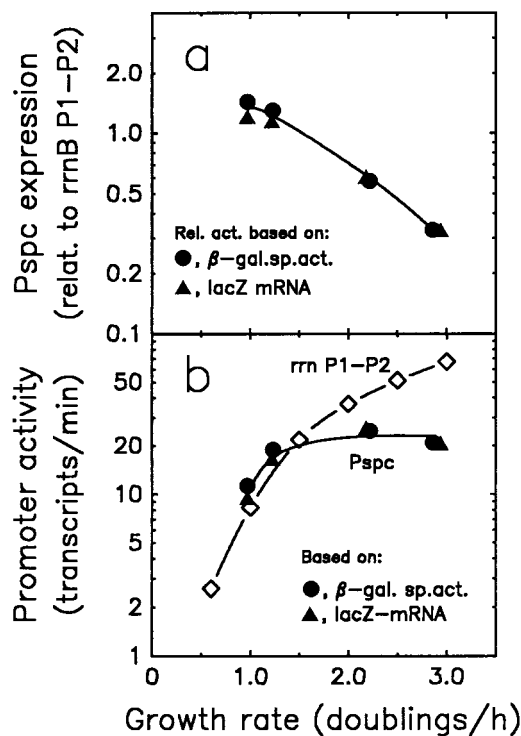 a
Pspc expression
(relat. to rrnB P1-P2)
2.0
1.0
0.5
0.2
0.1
Rel. act. based on:
●, β-gal.sp.act.
▲, lacZ mRNA
b
Promoter activity
(transcripts/min)
50
20
10
5
2
1
rrn P1-P2
Pspc
Based on:
●, β-gal. sp.act.
▲, lacZ-mRNA
0 1.0 2.0 3.0
Growth rate (doublings/h)